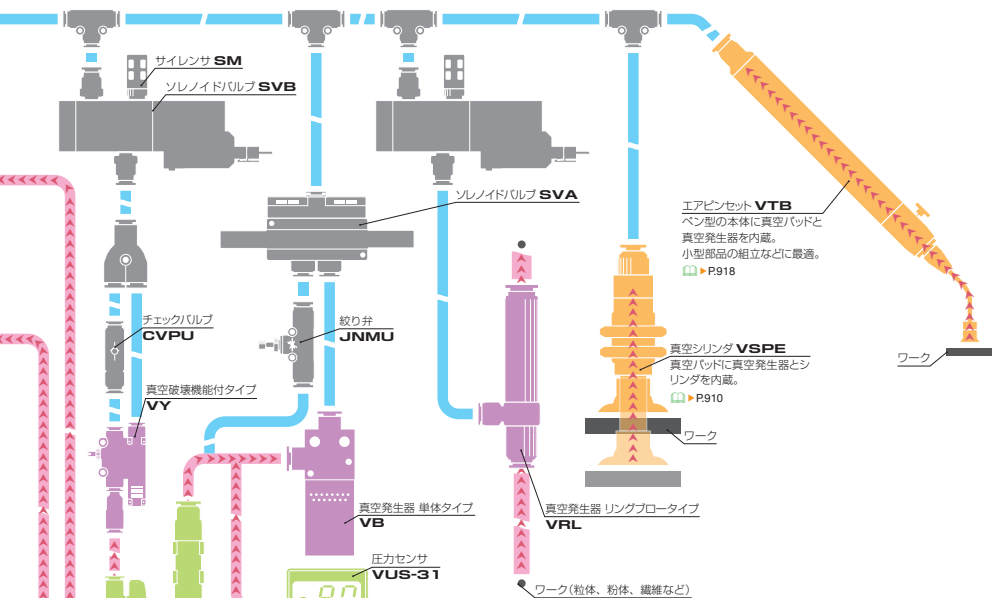 サイレンサ SM
ソレノイドバルブ SVB
ソレノイドバルブ SVA
エアピンセット VTB
ペン型の本体に真空パッドと
真空発生器を内蔵。
小型部品の組立などに最適。
▶P.918
チェックバルブ
CVPU
絞り弁
JNMU
真空シリンダ VSPE
真空パッドに真空発生器とシ
リンダを内蔵。
▶P.910
ワーク
真空破壊機能付タイプ
VY
ワーク
真空発生器 単体タイプ
VB
真空発生器 リングブロータイプ
VRL
圧力センサ
VUS-31
ワーク（粒体、粉体、繊維など）